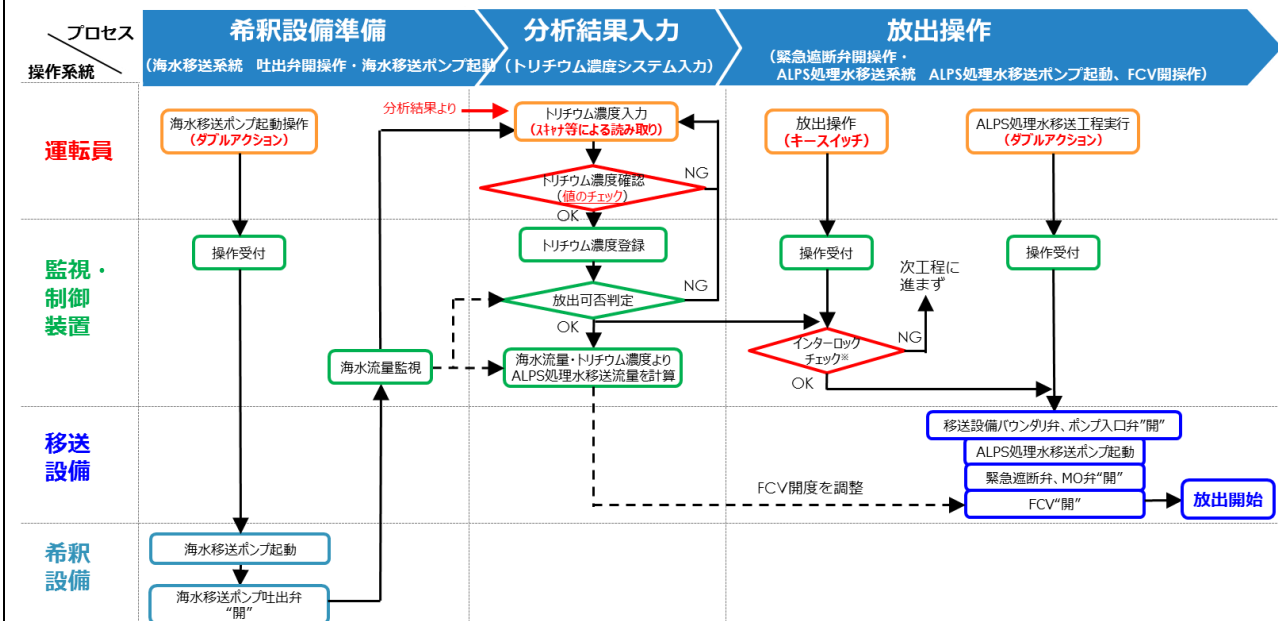 プロセス
操作系統
希釈設備準備
(海水移送系統 吐出弁開操作・海水移送ポンプ起動)
分析結果入力
(トリチウム濃度システム入力)
放出操作
(緊急遮断弁開操作・
ALPS処理水移送系統 ALPS処理水移送ポンプ起動、FCV開操作)
運転員
海水移送ポンプ起動操作
(ダブルアクション)
分析結果より
トリチウム濃度入力
(スキャナ等による読み取り)
放出操作
(キースイッチ)
ALPS処理水移送工程実行
(ダブルアクション)
トリチウム濃度確認
(値のチェック)
NG
OK
監視・
制御
装置
操作受付
トリチウム濃度登録
操作受付
操作受付
放出可否判定
NG
OK
次工程に
進まず
インターロック
チェック※
NG
OK
海水流量監視
海水流量・トリチウム濃度より
ALPS処理水移送流量を計算
移送
設備
移送設備バウンダリ弁、ポンプ入口弁"開"
ALPS処理水移送ポンプ起動
緊急遮断弁、MO弁"開"
FCV"開"
FCV開度を調整
放出開始
希釈
設備
海水移送ポンプ起動
海水移送ポンプ吐出弁
"開"